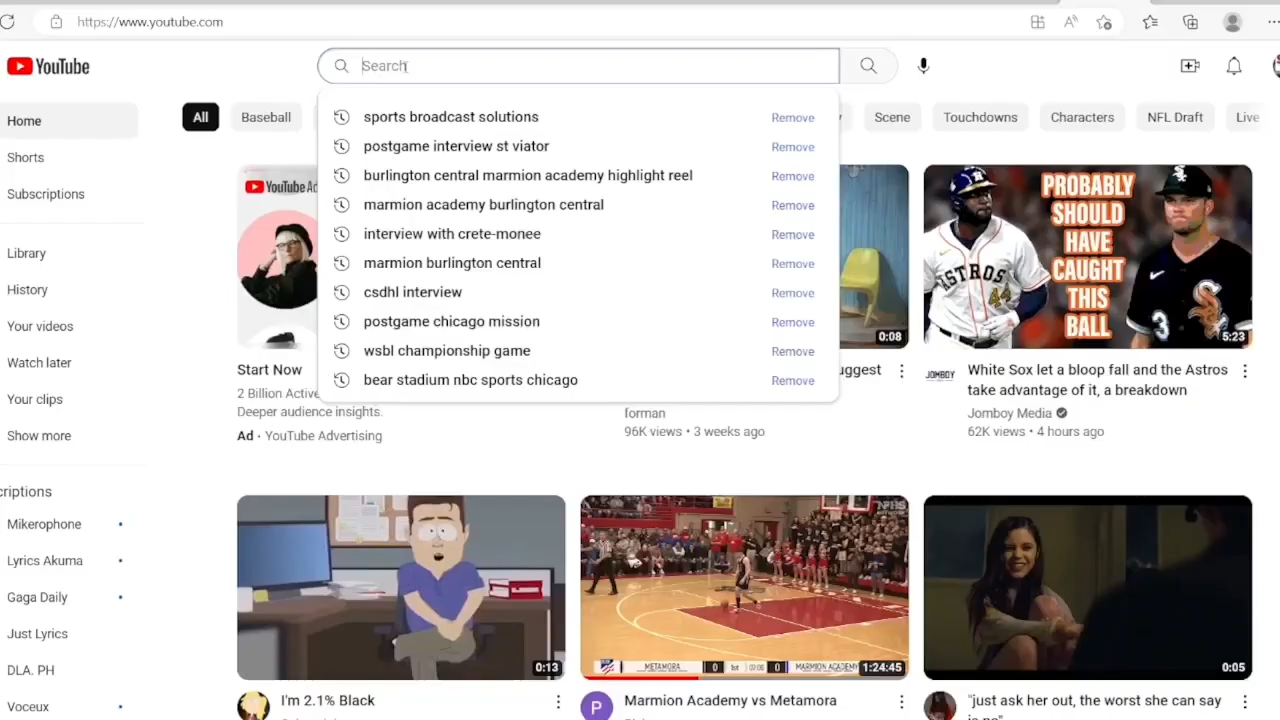 https://www.youtube.com
YouTube
Search
Home
Shorts
Subscriptions
Library
History
Your videos
Watch later
Your clips
Show more
criptions
Mikerophone
Lyrics Akuma
Gaga Daily
Just Lyrics
DLA. PH
Voceux
All
Baseball
Scene
Touchdowns
Characters
NFL Draft
Live
sports broadcast solutions Remove
postgame interview st viator Remove
burlington central marmion academy highlight reel Remove
marmion academy burlington central Remove
interview with crete-monee Remove
marmion burlington central Remove
csdhl interview Remove
postgame chicago mission Remove
wsbl championship game Remove
bear stadium nbc sports chicago Remove
YouTube Ad
Start Now
2 Billion Active
Deeper audience insights.
Ad · YouTube Advertising
0:08
uggest
forman
96K views • 3 weeks ago
PROBABLY
SHOULD
HAVE
CAUGHT
THIS
BALL
ASTROS
44
3
5:23
JOMBOY
White Sox let a bloop fall and the Astros
take advantage of it, a breakdown
Jomboy Media
62K views • 4 hours ago
0:13
I'm 2.1% Black
NFHS
METAMORA 0 1st 0 MARMION ACADEMY
1:24:45
P
Marmion Academy vs Metamora
0:05
"just ask her out, the worst she can say